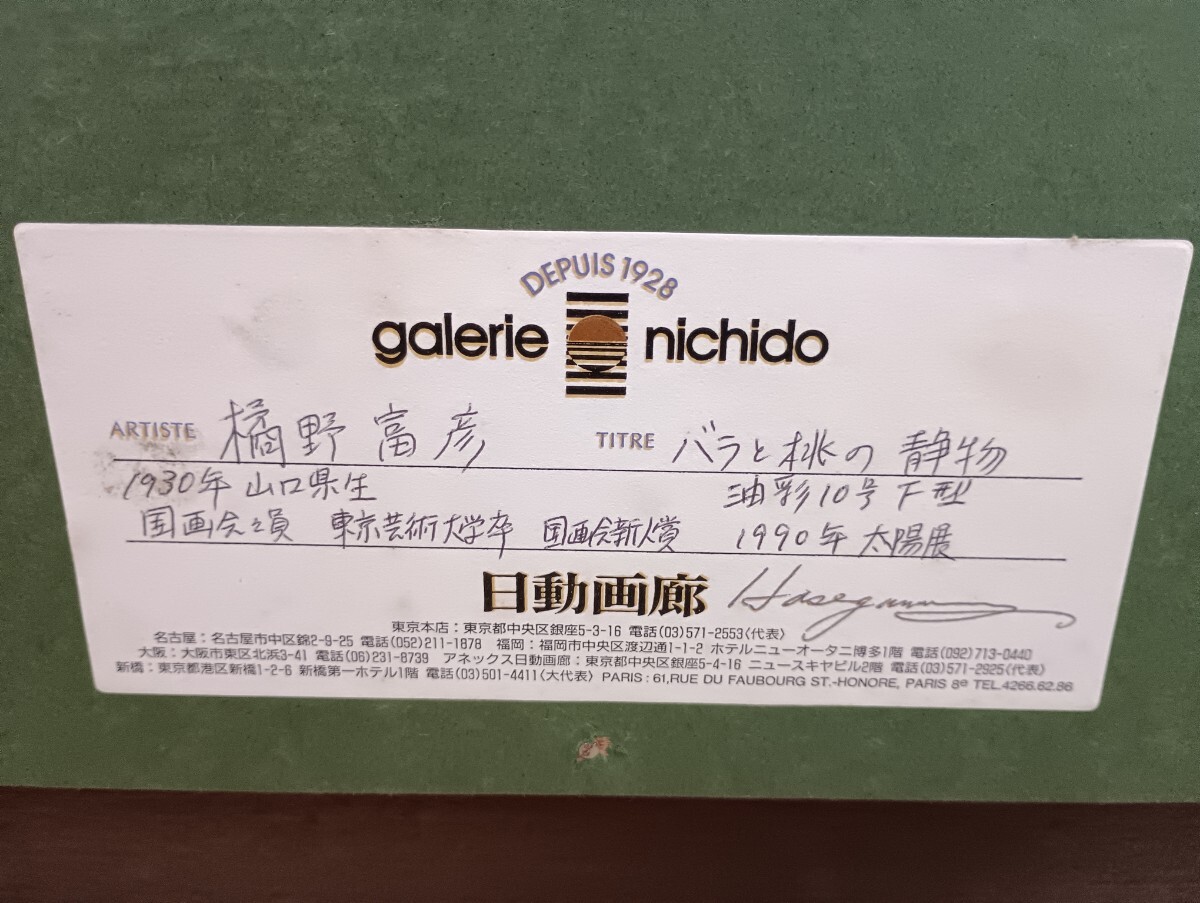 DEPUIS 1928
galerie nichido
ARTISTE 橘野富彦 TITRE バラと桃の静物
1930年 山口県生 油彩10号F型
国画会会員 東京芸術大学卒 国画会新人賞 1990年 太陽展
日動画廊 Hasegawa
東京本店：東京都中央区銀座5-3-16 電話(03)571-2553〈代表〉
名古屋：名古屋市中区錦2-9-25 電話(052)211-1878 福岡：福岡市中央区渡辺通1-1-2 ホテルニューオータニ博多1階 電話(092)713-0440
大阪：大阪市東区北浜3-41 電話(06)231-8739 アネックス日動画廊：東京都中央区銀座5-4-16 ニュースキヤビル2階 電話(03)571-2925〈代表〉
新橋：東京都港区新橋1-2-6 新橋第一ホテル1階 電話(03)501-4411〈大代表〉 PARIS : 61,RUE DU FAUBOURG ST.-HONORE, PARIS 8e TEL.4266.62.86